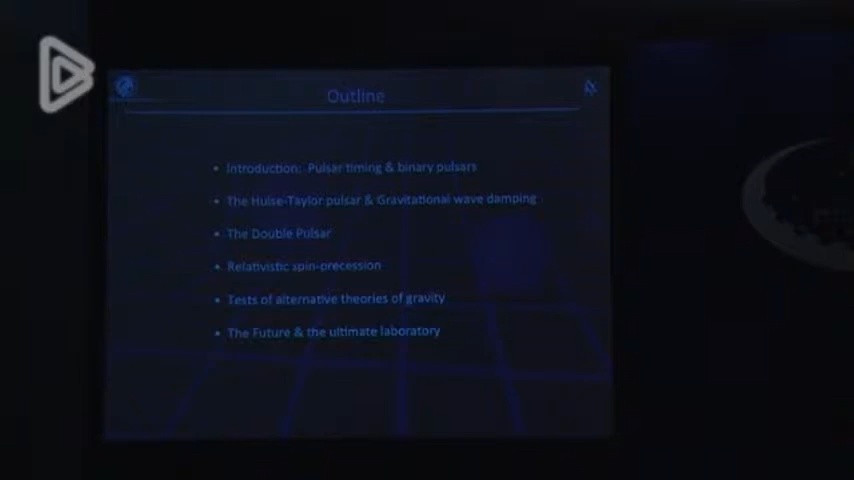 Outline
• Introduction: Pulsar timing & binary pulsars
• The Hulse-Taylor pulsar & Gravitational wave damping
• The Double Pulsar
• Relativistic spin-precession
• Tests of alternative theories of gravity
• The Future & the ultimate laboratory